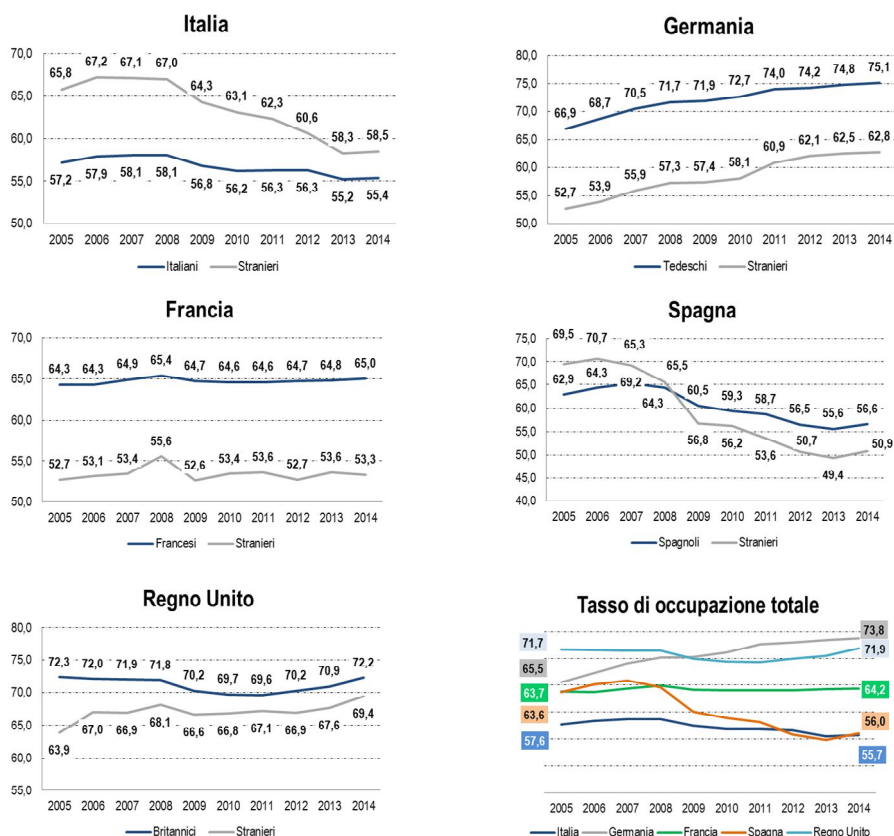 Italia
70,0
65,0
60,0
55,0
50,0
65,8 67,2 67,1 67,0 64,3 63,1 62,3 60,6 58,3 58,5
57,2 57,9 58,1 58,1 56,8 56,2 56,3 56,3 55,2 55,4
2005 2006 2007 2008 2009 2010 2011 2012 2013 2014
Italiani Stranieri
Germania
80,0
75,0
70,0
65,0
60,0
55,0
50,0
66,9 68,7 70,5 71,7 71,9 72,7 74,0 74,2 74,8 75,1
52,7 53,9 55,9 57,3 57,4 58,1 60,9 62,1 62,5 62,8
2005 2006 2007 2008 2009 2010 2011 2012 2013 2014
Tedeschi Stranieri
Francia
70,0
65,0
60,0
55,0
50,0
64,3 64,3 64,9 65,4 64,7 64,6 64,6 64,7 64,8 65,0
52,7 53,1 53,4 55,6 52,6 53,4 53,6 52,7 53,6 53,3
2005 2006 2007 2008 2009 2010 2011 2012 2013 2014
Francesi Stranieri
Spagna
75,0
70,0
65,0
60,0
55,0
50,0
45,0
40,0
69,5 70,7 65,3 65,5 60,5 59,3 58,7 56,5 55,6 56,6
62,9 64,3 69,2 64,3 56,8 56,2 53,6 50,7 49,4 50,9
2005 2006 2007 2008 2009 2010 2011 2012 2013 2014
Spagnoli Stranieri
Regno Unito
80,0
75,0
70,0
65,0
60,0
55,0
72,3 72,0 71,9 71,8 70,2 69,7 69,6 70,2 70,9 72,2
63,9 67,0 66,9 68,1 66,6 66,8 67,1 66,9 67,6 69,4
2005 2006 2007 2008 2009 2010 2011 2012 2013 2014
Britannici Stranieri
Tasso di occupazione totale
71,7
65,5
63,7
63,6
57,6
73,8
71,9
64,2
56,0
55,7
2005 2006 2007 2008 2009 2010 2011 2012 2013 2014
Italia Germania Francia Spagna Regno Unito